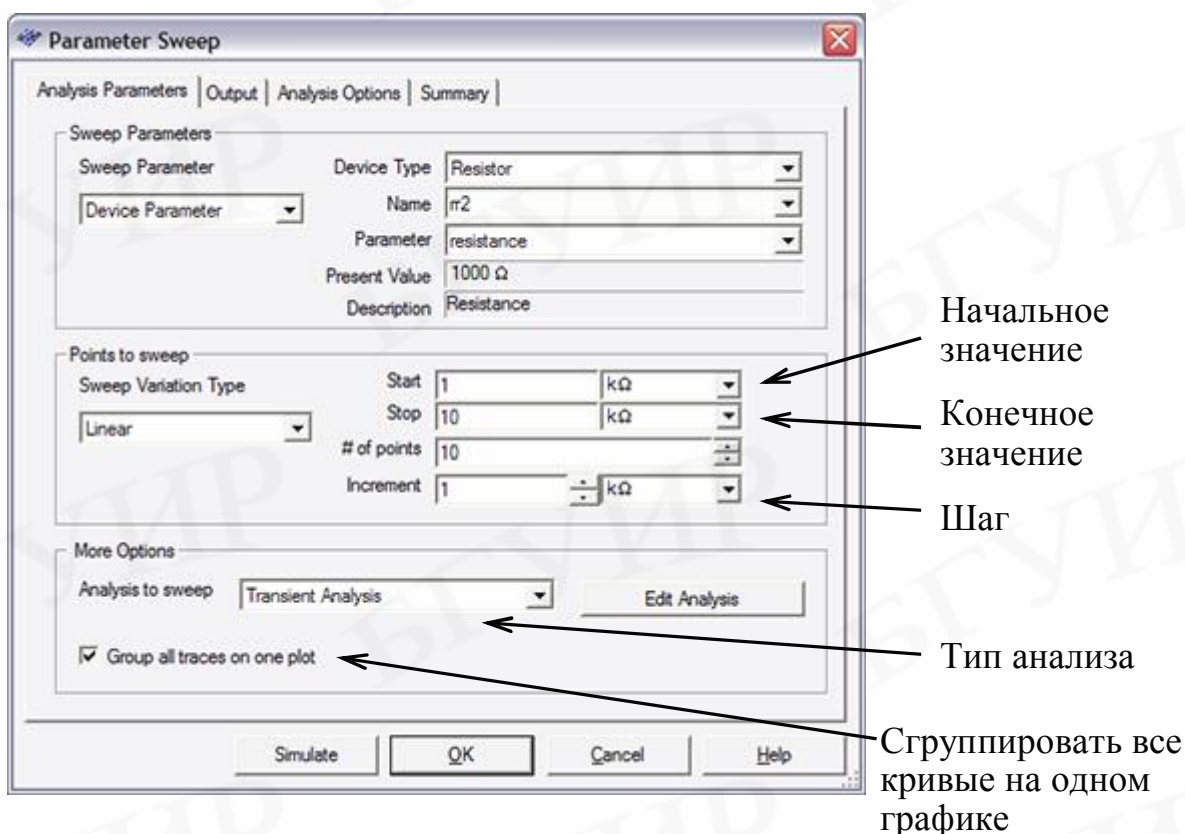 Parameter Sweep
Analysis Parameters Output Analysis Options Summary
Sweep Parameters
Sweep Parameter
Device Parameter
Device Type Resistor
Name rr2
Parameter resistance
Present Value 1000 Ω
Description Resistance
Points to sweep
Sweep Variation Type
Linear
Start 1 kΩ
Stop 10 kΩ
# of points 10
Increment 1 kΩ
More Options
Analysis to sweep Transient Analysis Edit Analysis
Group all traces on one plot
Simulate OK Cancel Help
Начальное
значение
Конечное
значение
Шаг
Тип анализа
Сгруппировать все
кривые на одном
графике
БГУИР